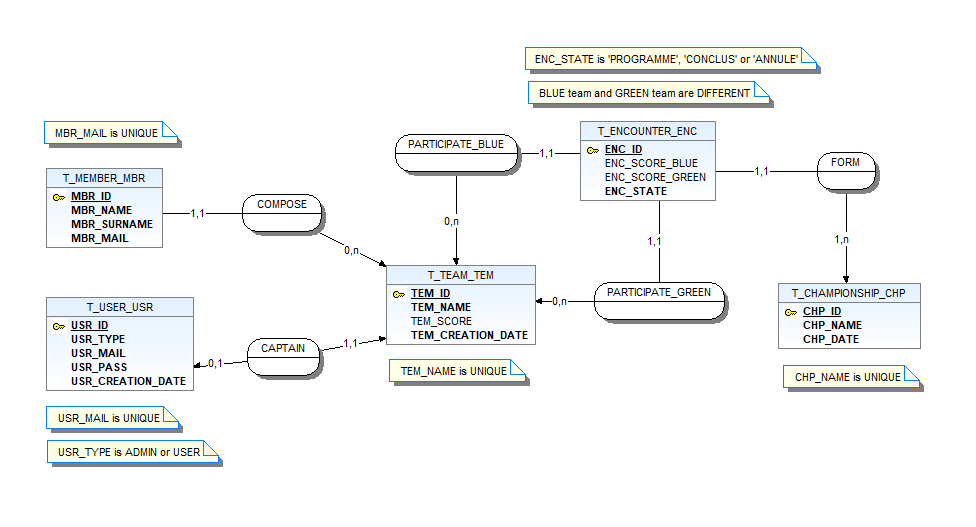 ENC_STATE is 'PROGRAMME', 'CONCLUS' or 'ANNULE'
BLUE team and GREEN team are DIFFERENT
MBR_MAIL is UNIQUE
T_MEMBER_MBR
MBR_ID
MBR_NAME
MBR_SURNAME
MBR_MAIL
1,1
COMPOSE
0,n
PARTICIPATE_BLUE
1,1
0,n
T_ENCOUNTER_ENC
ENC_ID
ENC_SCORE_BLUE
ENC_SCORE_GREEN
ENC_STATE
1,1
FORM
1,n
1,1
PARTICIPATE_GREEN
0,n
T_TEAM_TEM
TEM_ID
TEM_NAME
TEM_SCORE
TEM_CREATION_DATE
TEM_NAME is UNIQUE
T_CHAMPIONSHIP_CHP
CHP_ID
CHP_NAME
CHP_DATE
CHP_NAME is UNIQUE
T_USER_USR
USR_ID
USR_TYPE
USR_MAIL
USR_PASS
USR_CREATION_DATE
0,1
CAPTAIN
1,1
USR_MAIL is UNIQUE
USR_TYPE is ADMIN or USER